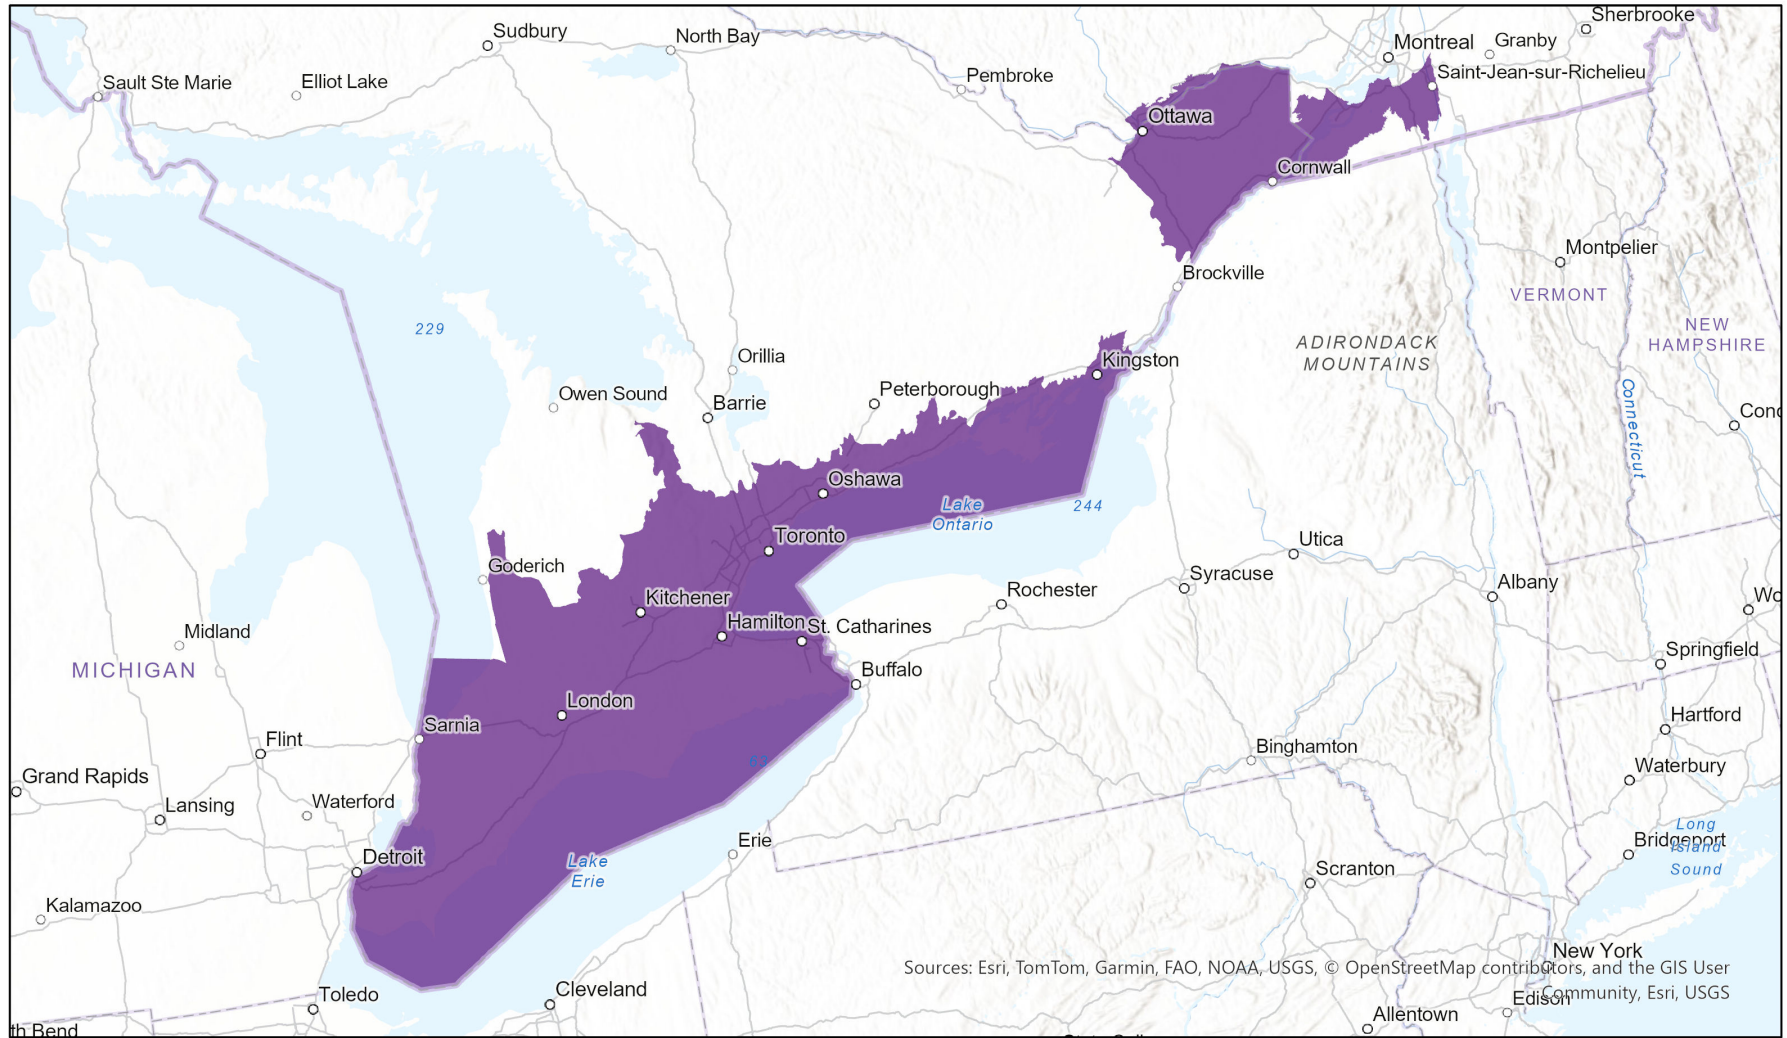 Sherbrooke
Sudbury
North Bay
Granby
Montreal
Sault Ste Marie
Elliot Lake
Pembroke
Saint-Jean-sur-Richelieu
Ottawa
Cornwall
Montpelier
Brockville
VERMONT
229
NEW
HAMPSHIRE
ADIRONDACK
MOUNTAINS
Orillia
Kingston
Owen Sound
Peterborough
Barrie
Connecticut
Conc
Oshawa
Lake
Ontario
244
Toronto
Utica
Goderich
Syracuse
Albany
Rochester
Wo
Kitchener
Hamilton
St. Catharines
Midland
Springfield
MICHIGAN
Buffalo
London
Hartford
Sarnia
Flint
Binghamton
63
Waterbury
Grand Rapids
Lansing
Waterford
Long
Island
Sound
Bridgeport
Erie
Detroit
Lake
Erie
Scranton
Kalamazoo
New York
Sources: Esri, TomTom, Garmin, FAO, NOAA, USGS, © OpenStreetMap contributors, and the GIS User
Community, Esri, USGS
Toledo
Cleveland
Edison
Allentown
th Bend